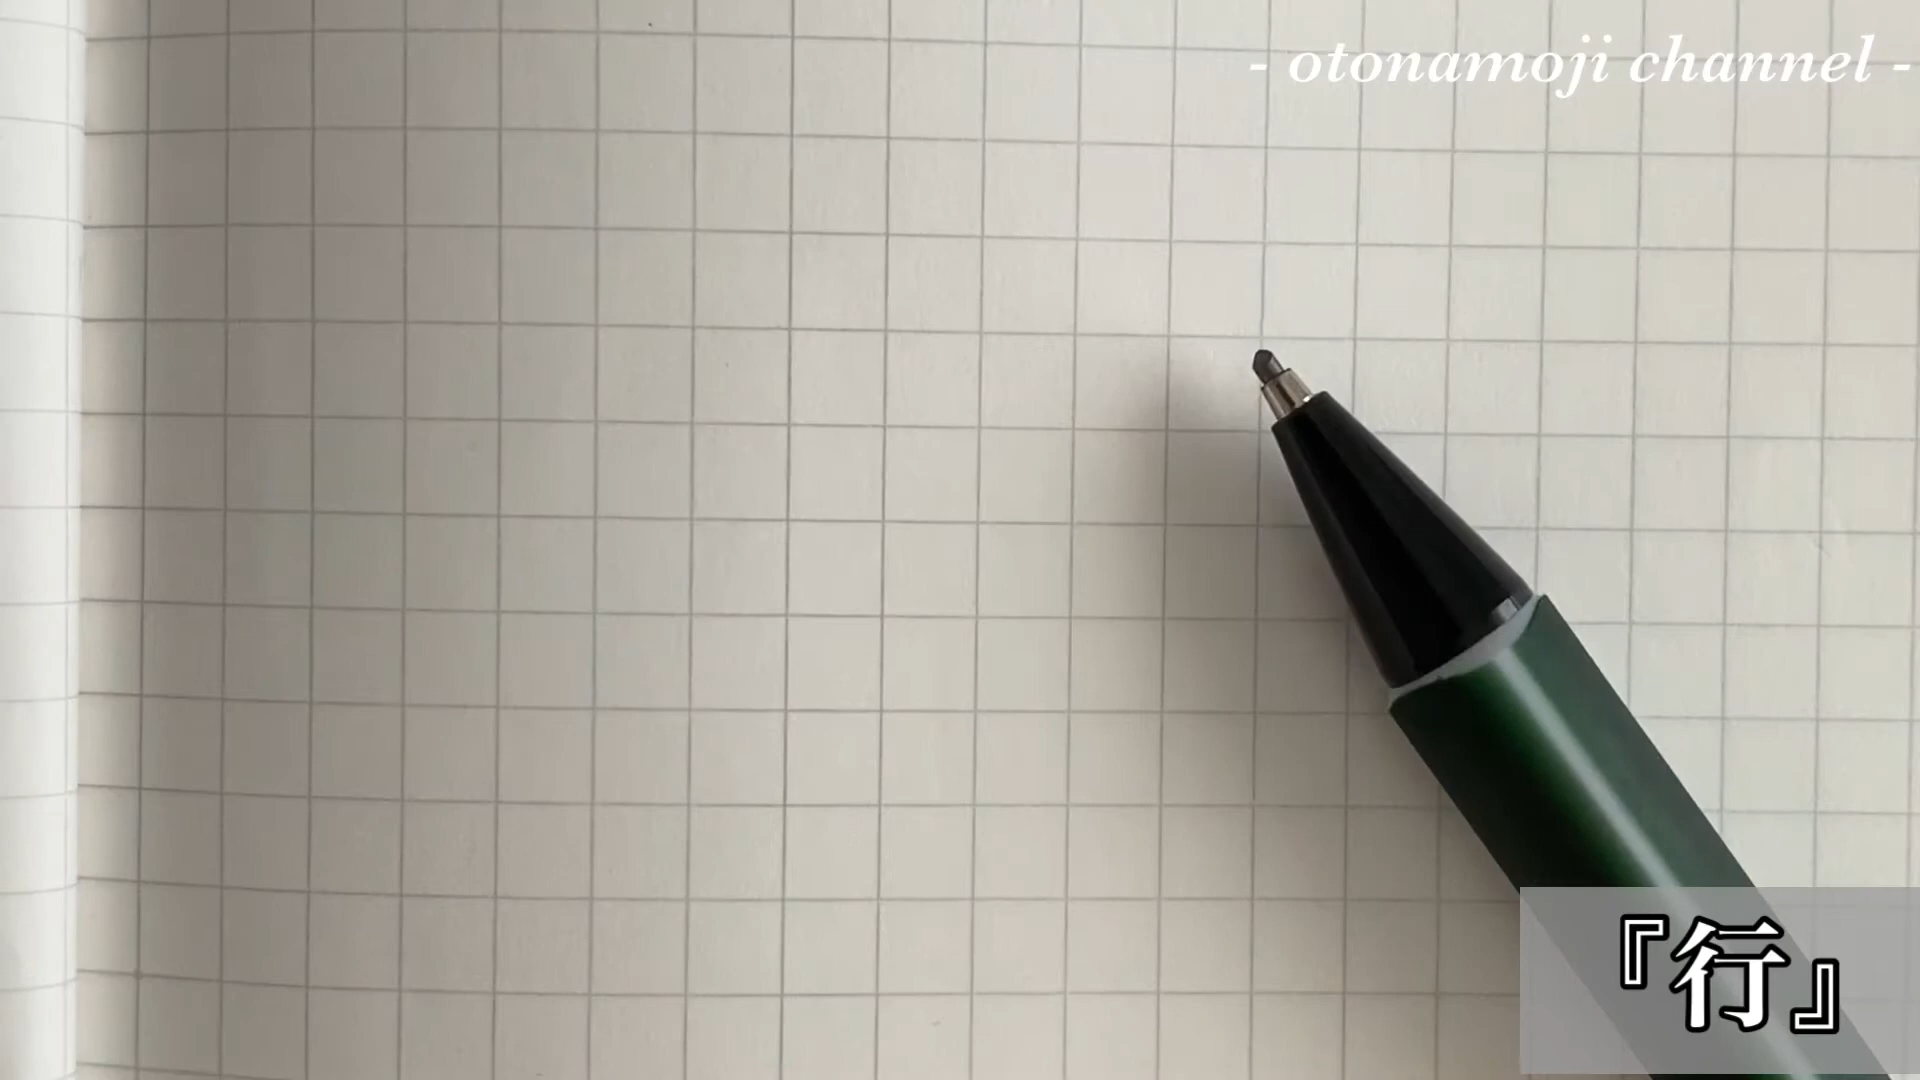 - otonamoji channel -
『行』